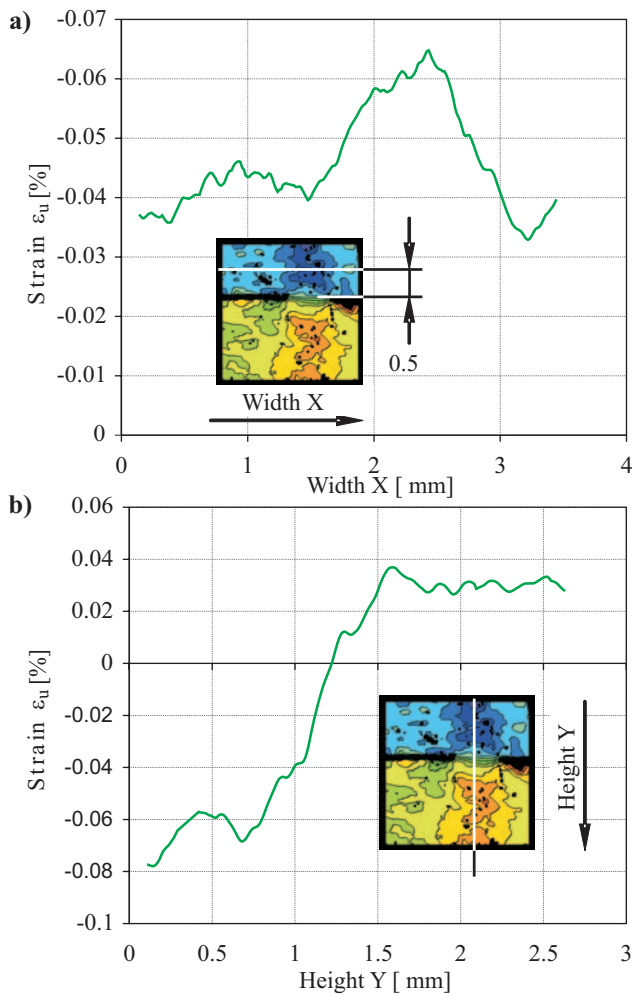 a)
-0.07
-0.06
-0.05
-0.04
-0.03
-0.02
-0.01
0
Strain εu [%]
0.5
Width X
0 1 2 3 4
Width X [ mm]
b)
0.06
0.04
0.02
0
-0.02
-0.04
-0.06
-0.08
-0.1
Strain εu [%]
Height Y
0 0.5 1 1.5 2 2.5 3
Height Y [ mm]